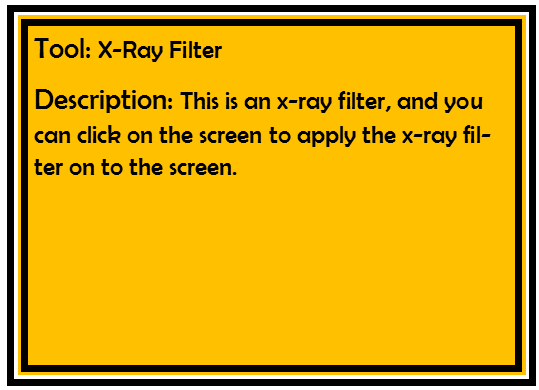 Tool: X-Ray Filter
Description: This is an x-ray filter, and you
can click on the screen to apply the x-ray fil-
ter on to the screen.